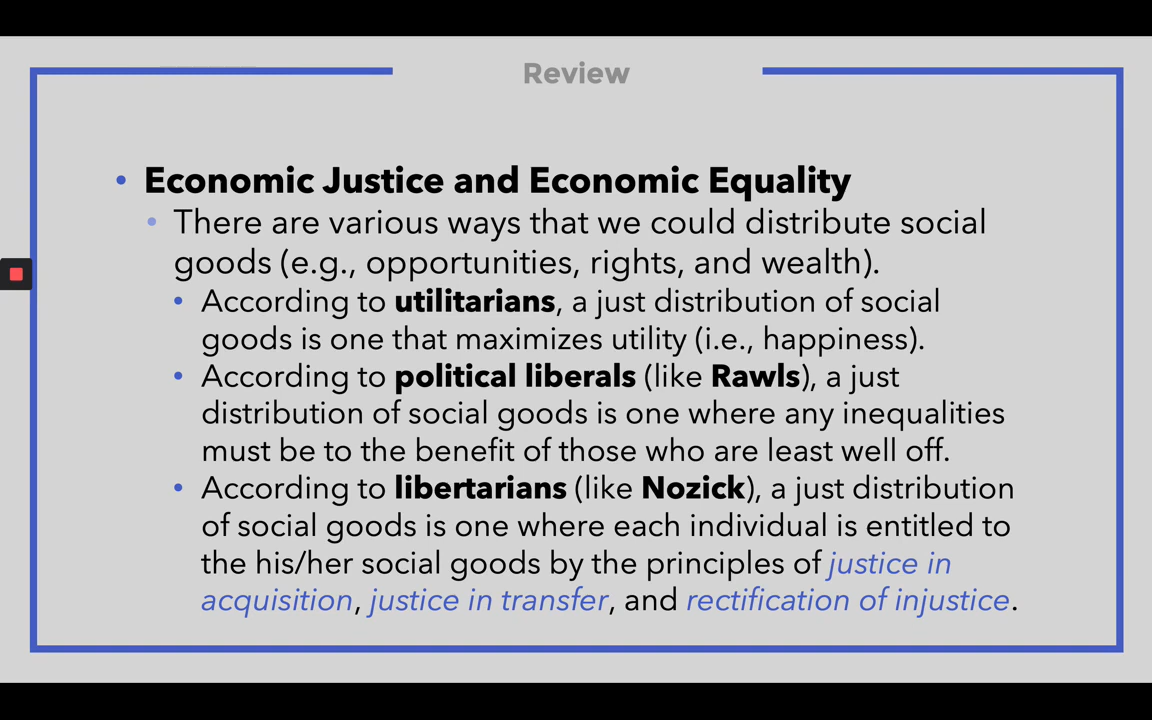 Review
• Economic Justice and Economic Equality
• There are various ways that we could distribute social
goods (e.g., opportunities, rights, and wealth).
• According to utilitarians, a just distribution of social
goods is one that maximizes utility (i.e., happiness).
• According to political liberals (like Rawls), a just
distribution of social goods is one where any inequalities
must be to the benefit of those who are least well off.
• According to libertarians (like Nozick), a just distribution
of social goods is one where each individual is entitled to
the his/her social goods by the principles of justice in
acquisition, justice in transfer, and rectification of injustice.